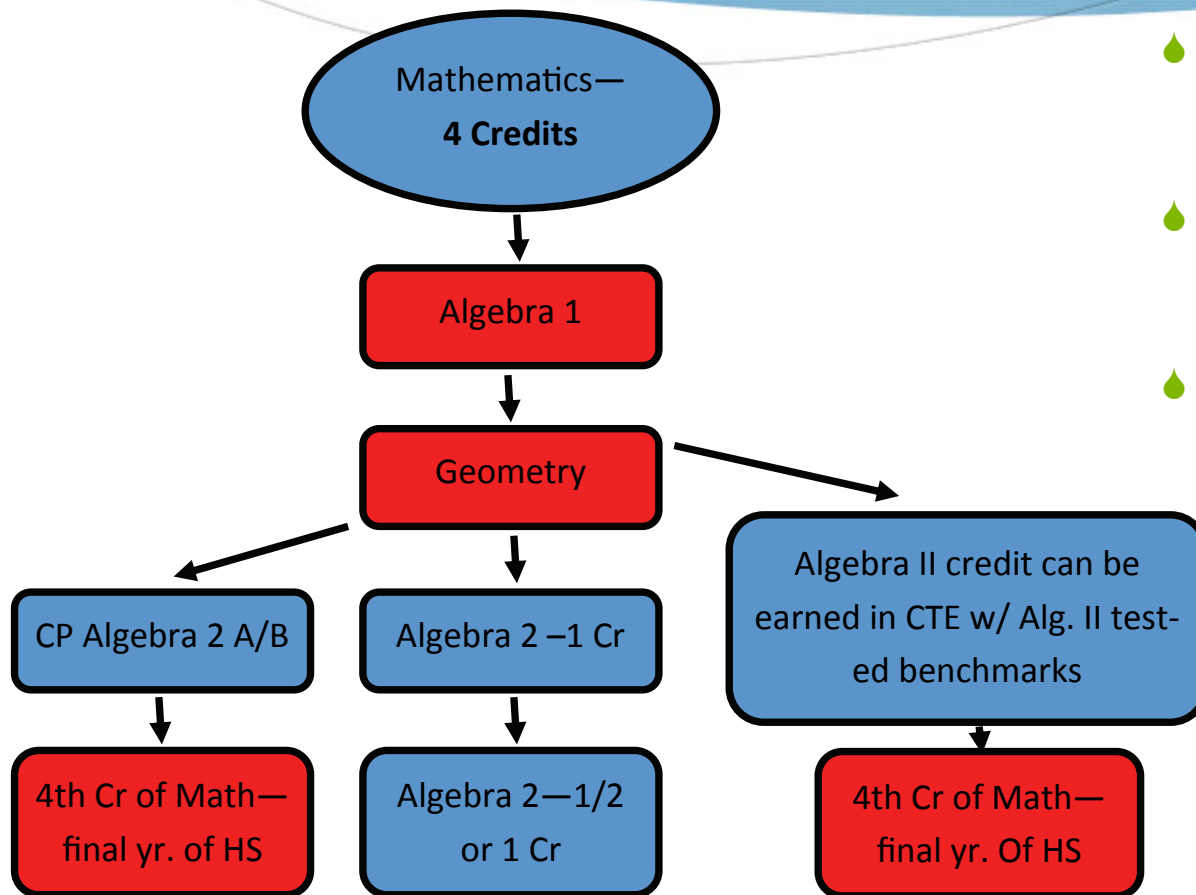 Mathematics—
4 Credits
Algebra 1
Geometry
CP Algebra 2 A/B
Algebra 2 –1 Cr
Algebra II credit can be
earned in CTE w/ Alg. II test-
ed benchmarks
4th Cr of Math—
final yr. of HS
Algebra 2—1/2
or 1 Cr
4th Cr of Math—
final yr. Of HS